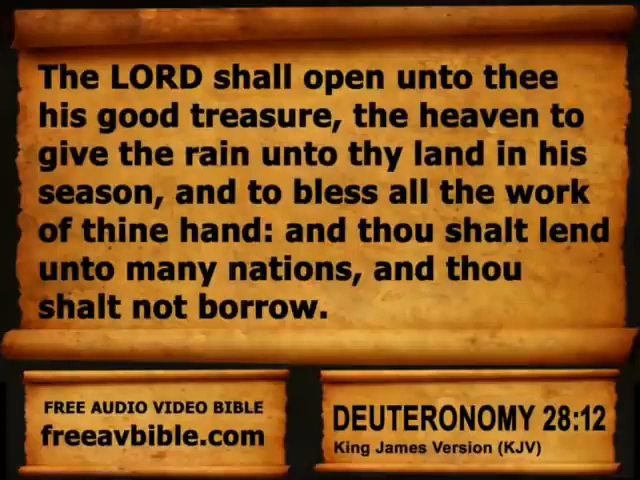 The LORD shall open unto thee
his good treasure, the heaven to
give the rain unto thy land in his
season, and to bless all the work
of thine hand: and thou shalt lend
unto many nations, and thou
shalt not borrow.
FREE AUDIO VIDEO BIBLE
freeavbible.com
DEUTERONOMY 28:12
King James Version (KJV)